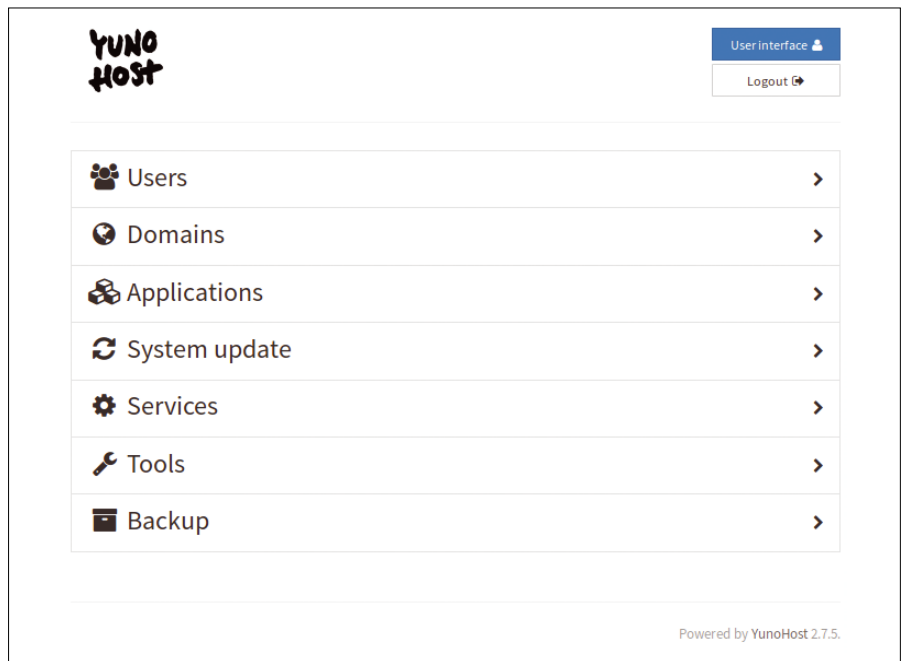 YUNO
HOST
User interface
Logout
Users
Domains
Applications
System update
Services
Tools
Backup
Powered by YunoHost 2.7.5.